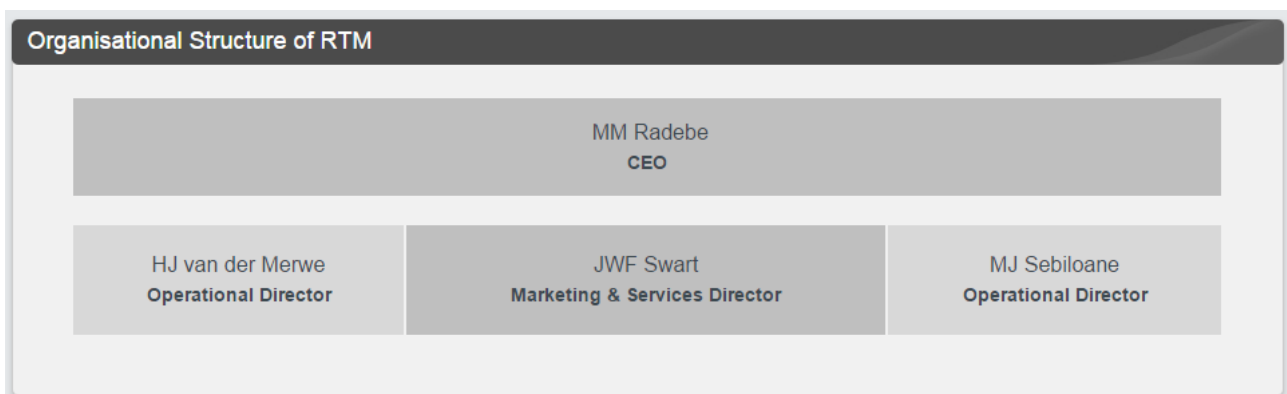 Organisational Structure of RTM
MM Radebe
CEO
HJ van der Merwe
Operational Director
JWF Swart
Marketing & Services Director
MJ Sebiloane
Operational Director